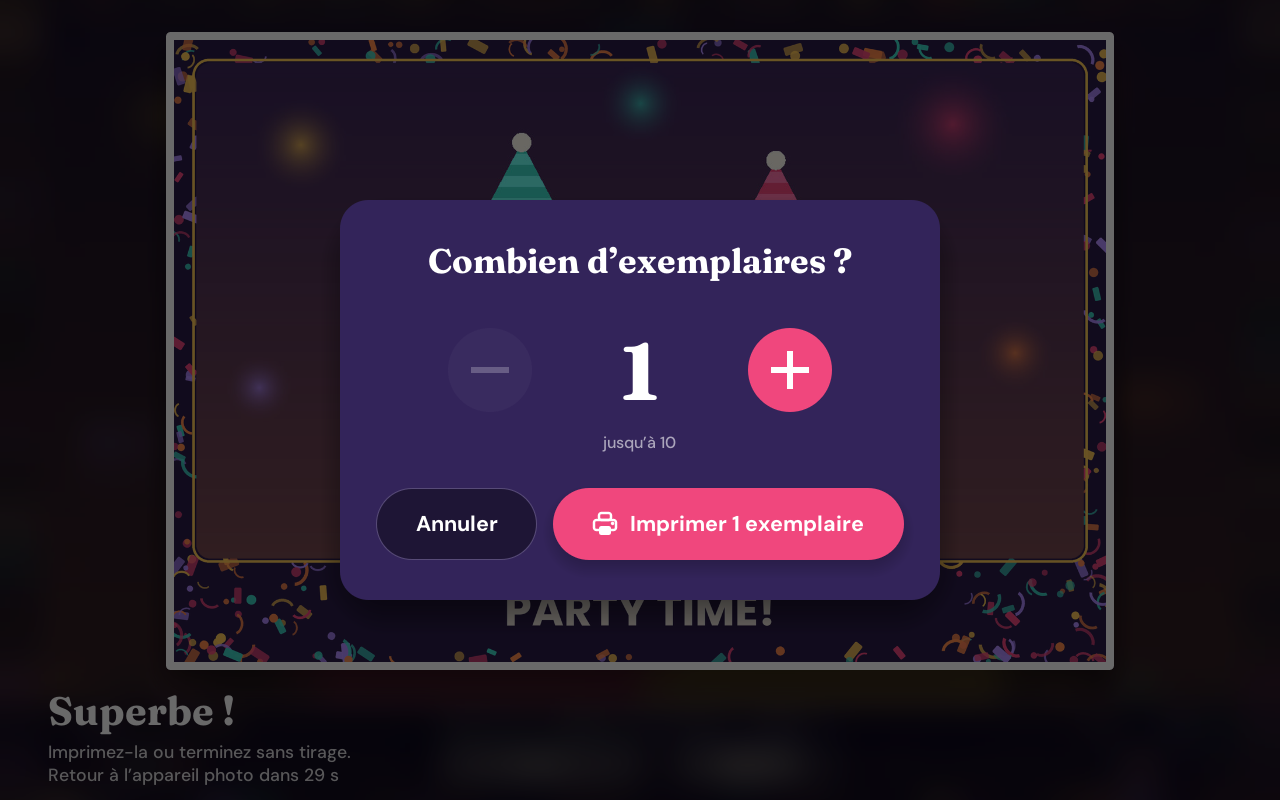 Combien d’exemplaires ?
1
jusqu’à 10
Annuler
Imprimer 1 exemplaire
PARTY TIME!
Superbe !
Imprimez-la ou terminez sans tirage.
Retour à l’appareil photo dans 29 s